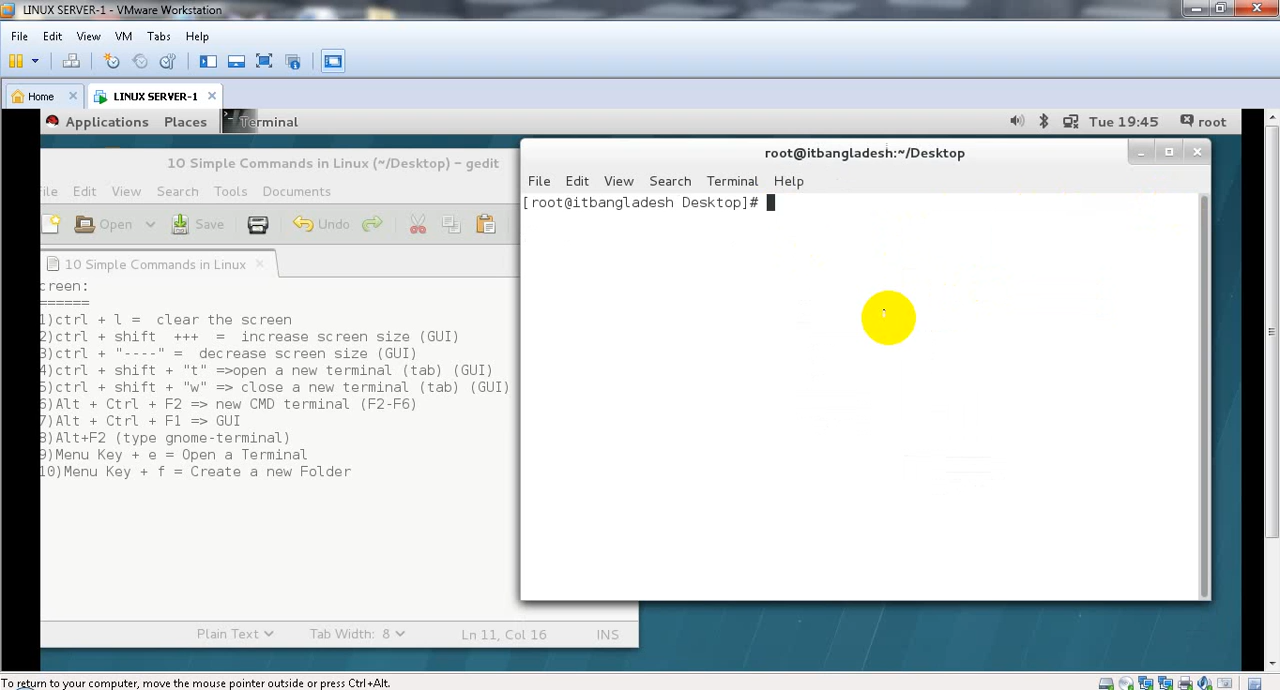 LINUX SERVER-1 - VMware Workstation
File Edit View VM Tabs Help
Home LINUX SERVER-1
Applications Places Terminal Tue 19:45 root
10 Simple Commands in Linux (~/Desktop) - gedit
ile Edit View Search Tools Documents
Open Save Undo
10 Simple Commands in Linux
creen:
======
1)ctrl + l =  clear the screen
2)ctrl + shift  +++  =  increase screen size (GUI)
3)ctrl + "----" =  decrease screen size (GUI)
4)ctrl + shift + "t" =>open a new terminal (tab) (GUI)
5)ctrl + shift + "w" => close a new terminal (tab) (GUI)
6)Alt + Ctrl + F2 => new CMD terminal (F2-F6)
7)Alt + Ctrl + F1 => GUI
8)Alt+F2 (type gnome-terminal)
9)Menu Key + e = Open a Terminal
10)Menu Key + f = Create a new Folder
Plain Text Tab Width: 8 Ln 11, Col 16 INS
root@itbangladesh:~/Desktop
File Edit View Search Terminal Help
[root@itbangladesh Desktop]#
To return to your computer, move the mouse pointer outside or press Ctrl+Alt.